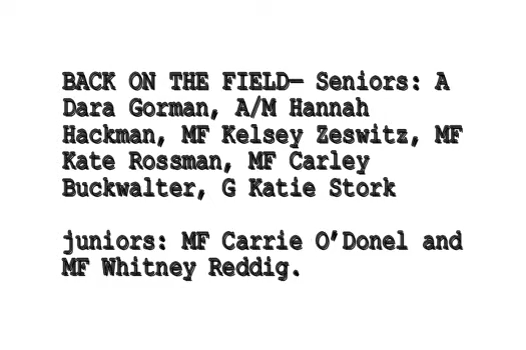 BACK ON THE FIELD— Seniors: A
Dara Gorman, A/M Hannah
Hackman, MF Kelsey Zeswitz, MF
Kate Rossman, MF Carley
Buckwalter, G Katie Stork
juniors: MF Carrie O'Donel and
MF Whitney Reddig.